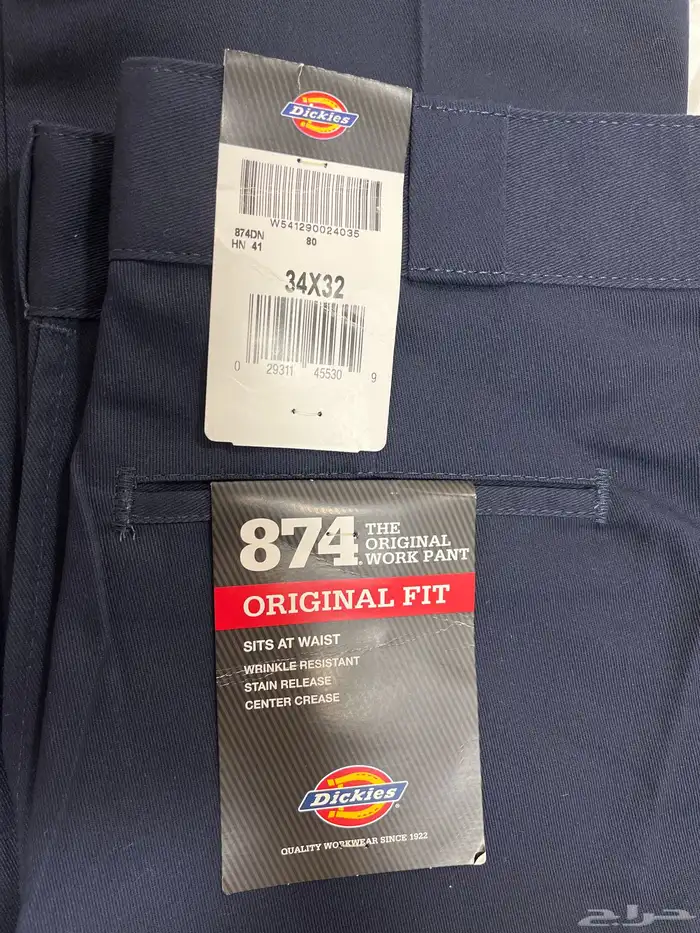 Dickies
W541290024035
874DN
80
HN 41
34X32
0 29311 45530 9
874. THE ORIGINAL WORK PANT
ORIGINAL FIT
SITS AT WAIST
WRINKLE RESISTANT
STAIN RELEASE
CENTER CREASE
Dickies®
QUALITY WORKWEAR SINCE 1922
حراج